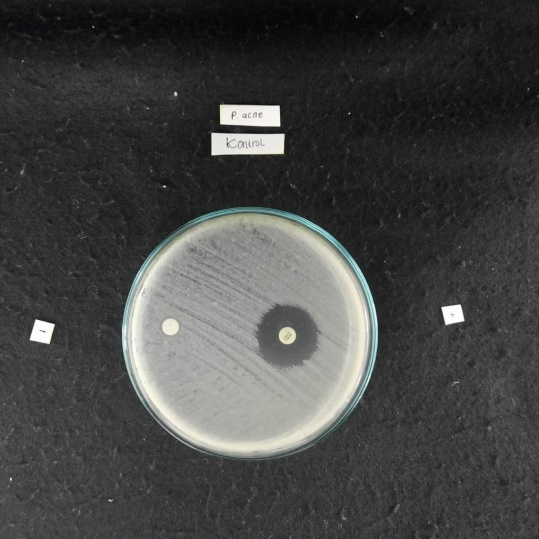 P. acne
Kontrol
-
+